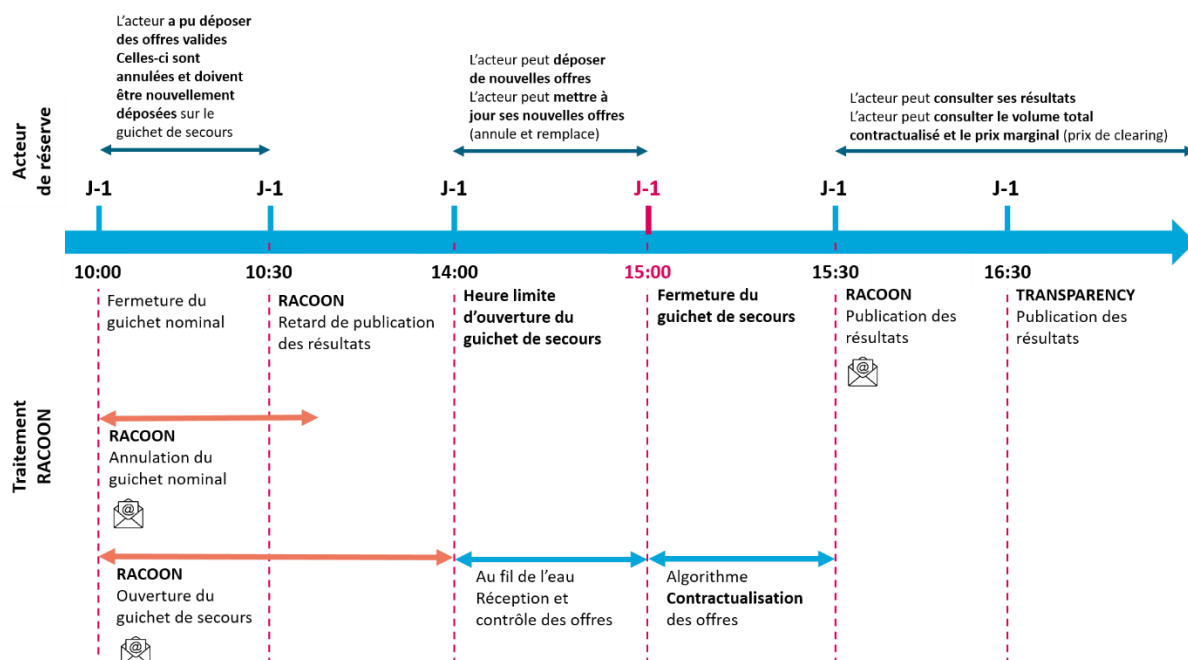 L'acteur a pu déposer
des offres valides
Celles-ci sont
annulées et doivent
être nouvellement
déposées sur le
guichet de secours
L'acteur peut déposer
de nouvelles offres
L'acteur peut mettre à
jour ses nouvelles offres
(annule et remplace)
L'acteur peut consulter ses résultats
L'acteur peut consulter le volume total
contractualisé et le prix marginal (prix de clearing)
Acteur
de réserve
J-1
J-1
J-1
J-1
J-1
J-1
10:00
10:30
14:00
15:00
15:30
16:30
Fermeture du
guichet nominal
RACOON
Retard de publication
des résultats
Heure limite
d'ouverture du
guichet de secours
Fermeture du
guichet de secours
RACOON
Publication des
résultats
TRANSPARENCY
Publication des
résultats
Traitement
RACOON
RACOON
Annulation du
guichet nominal
RACOON
Ouverture du
guichet de secours
Au fil de l'eau
Réception et
contrôle des offres
Algorithme
Contractualisation
des offres